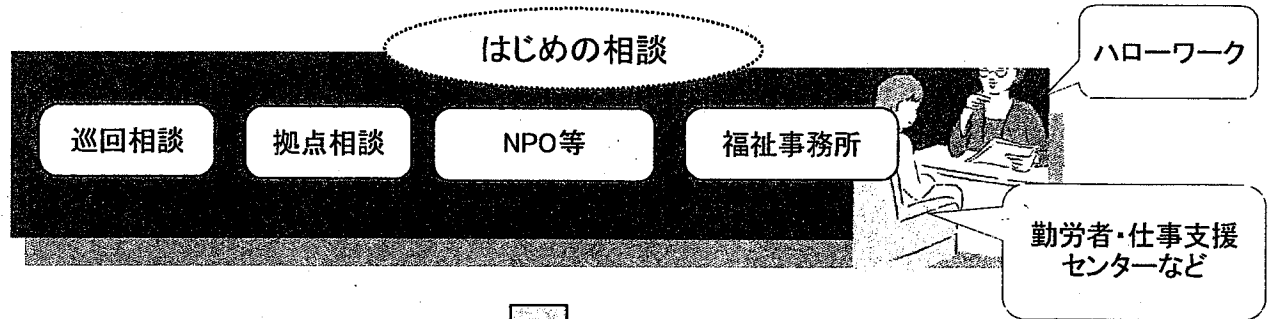 はじめの相談
ハローワーク
巡回相談
拠点相談
NPO等
福祉事務所
勤労者・仕事支援
センターなど